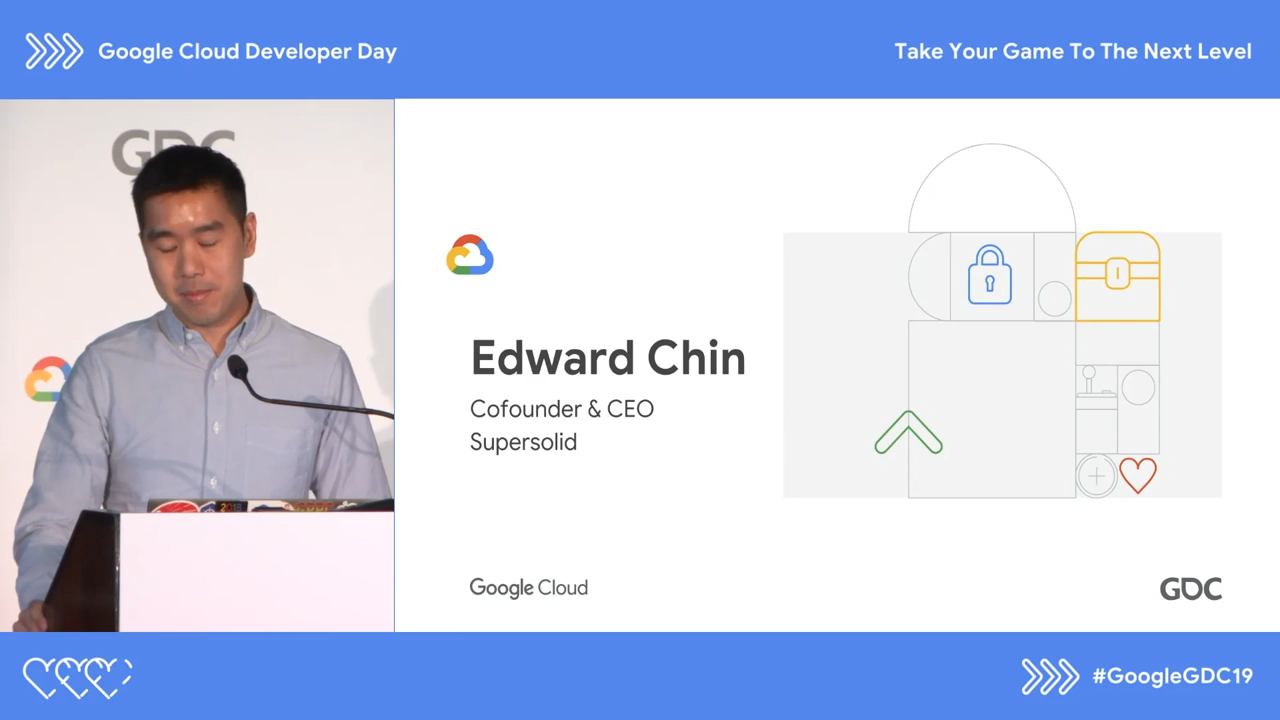 Google Cloud Developer Day
Take Your Game To The Next Level
GDC
Edward Chin
Cofounder & CEO
Supersolid
Google Cloud
GDC
#GoogleGDC19